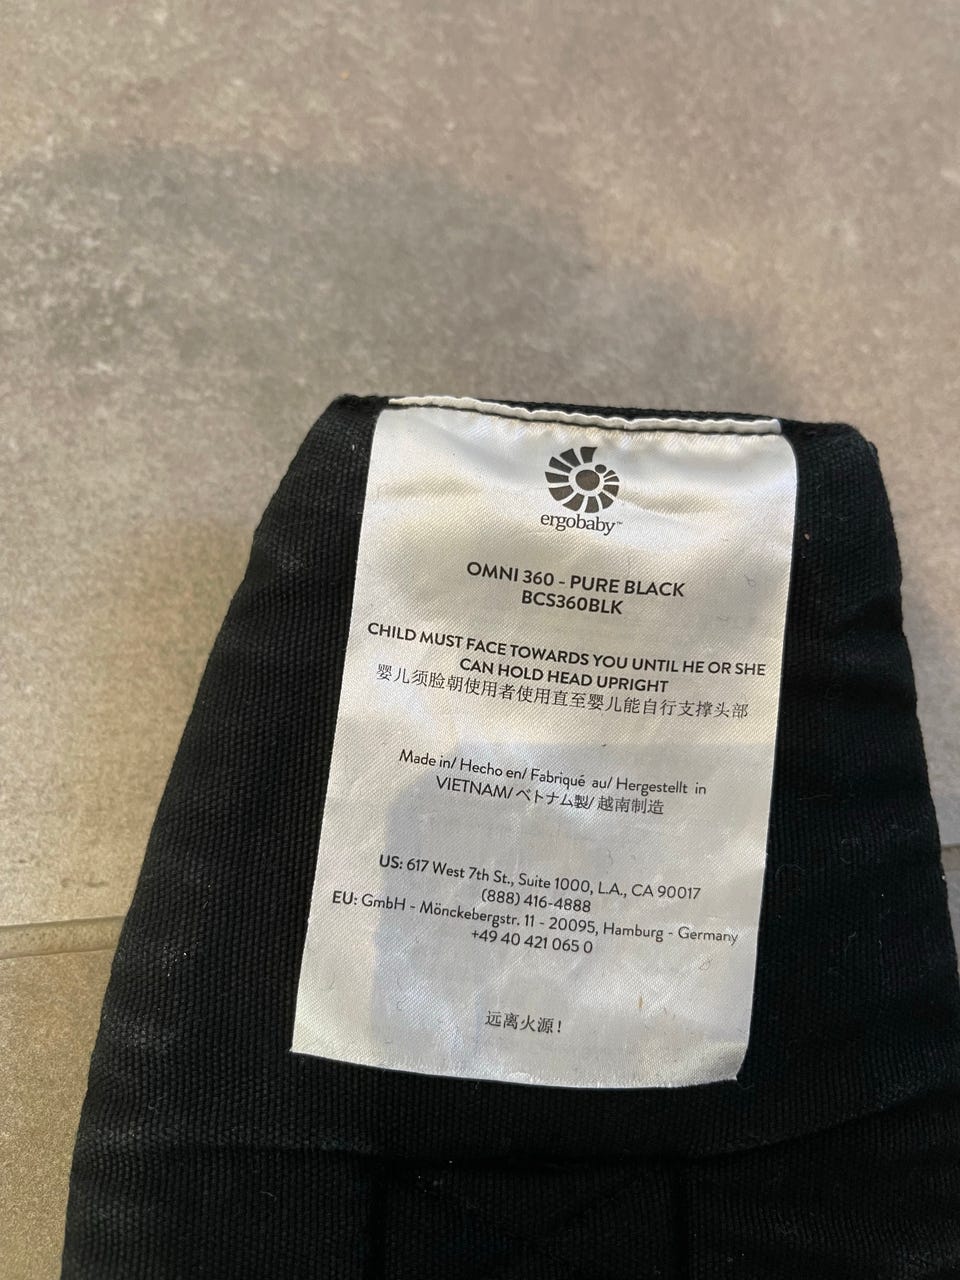 ergobaby™
OMNI 360 - PURE BLACK
BCS360BLK
CHILD MUST FACE TOWARDS YOU UNTIL HE OR SHE
CAN HOLD HEAD UPRIGHT
婴儿须脸朝使用者使用直至婴儿能自行支撑头部
Made in/ Hecho en/ Fabriqué au/ Hergestellt in
VIETNAM/ベトナム製/越南制造
US: 617 West 7th St., Suite 1000, L.A., CA 90017
(888) 416-4888
EU: GmbH - Mönckebergstr. 11 - 20095, Hamburg - Germany
+49 40 421 065 0
远离火源!